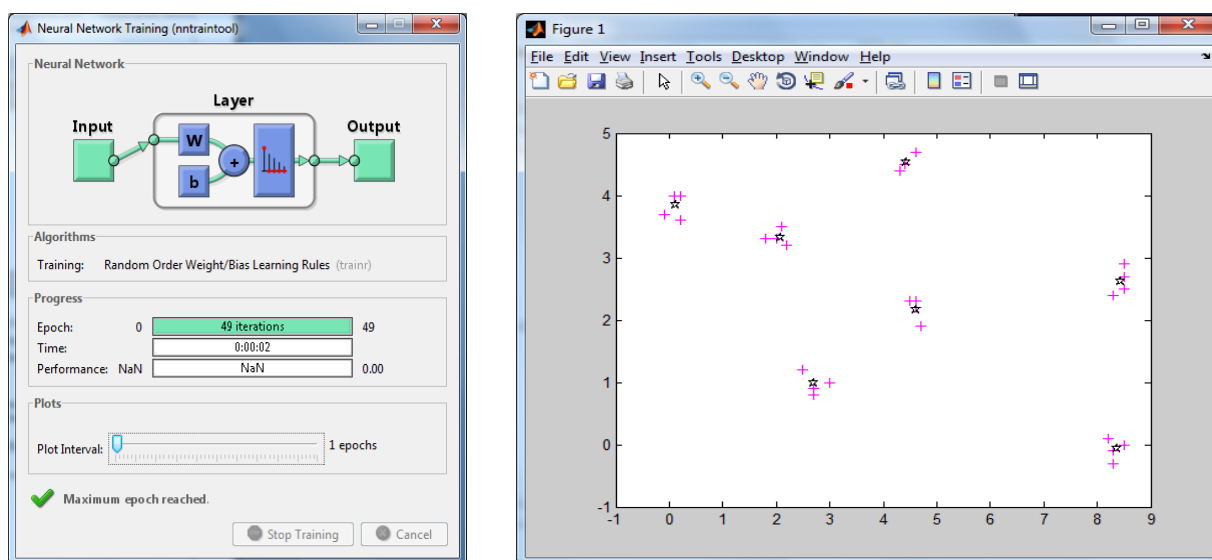 Neural Network Training (nntraintool)
Neural Network
Layer
Input
Output
W
b
+
Algorithms
Training: Random Order Weight/Bias Learning Rules (trainr)
Progress
Epoch: 0 49 iterations 49
Time: 0:00:02
Performance: NaN NaN 0.00
Plots
Plot Interval: 1 epochs
Maximum epoch reached.
Stop Training Cancel
Figure 1
File Edit View Insert Tools Desktop Window Help
5
4
3
2
1
0
-1
-1 0 1 2 3 4 5 6 7 8 9